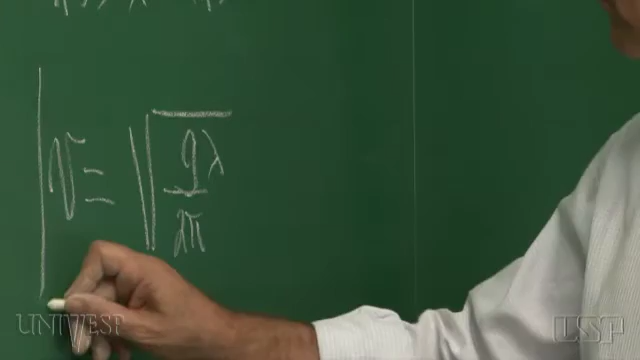 v = √(gλ / 2π)
UNIVESP
USP